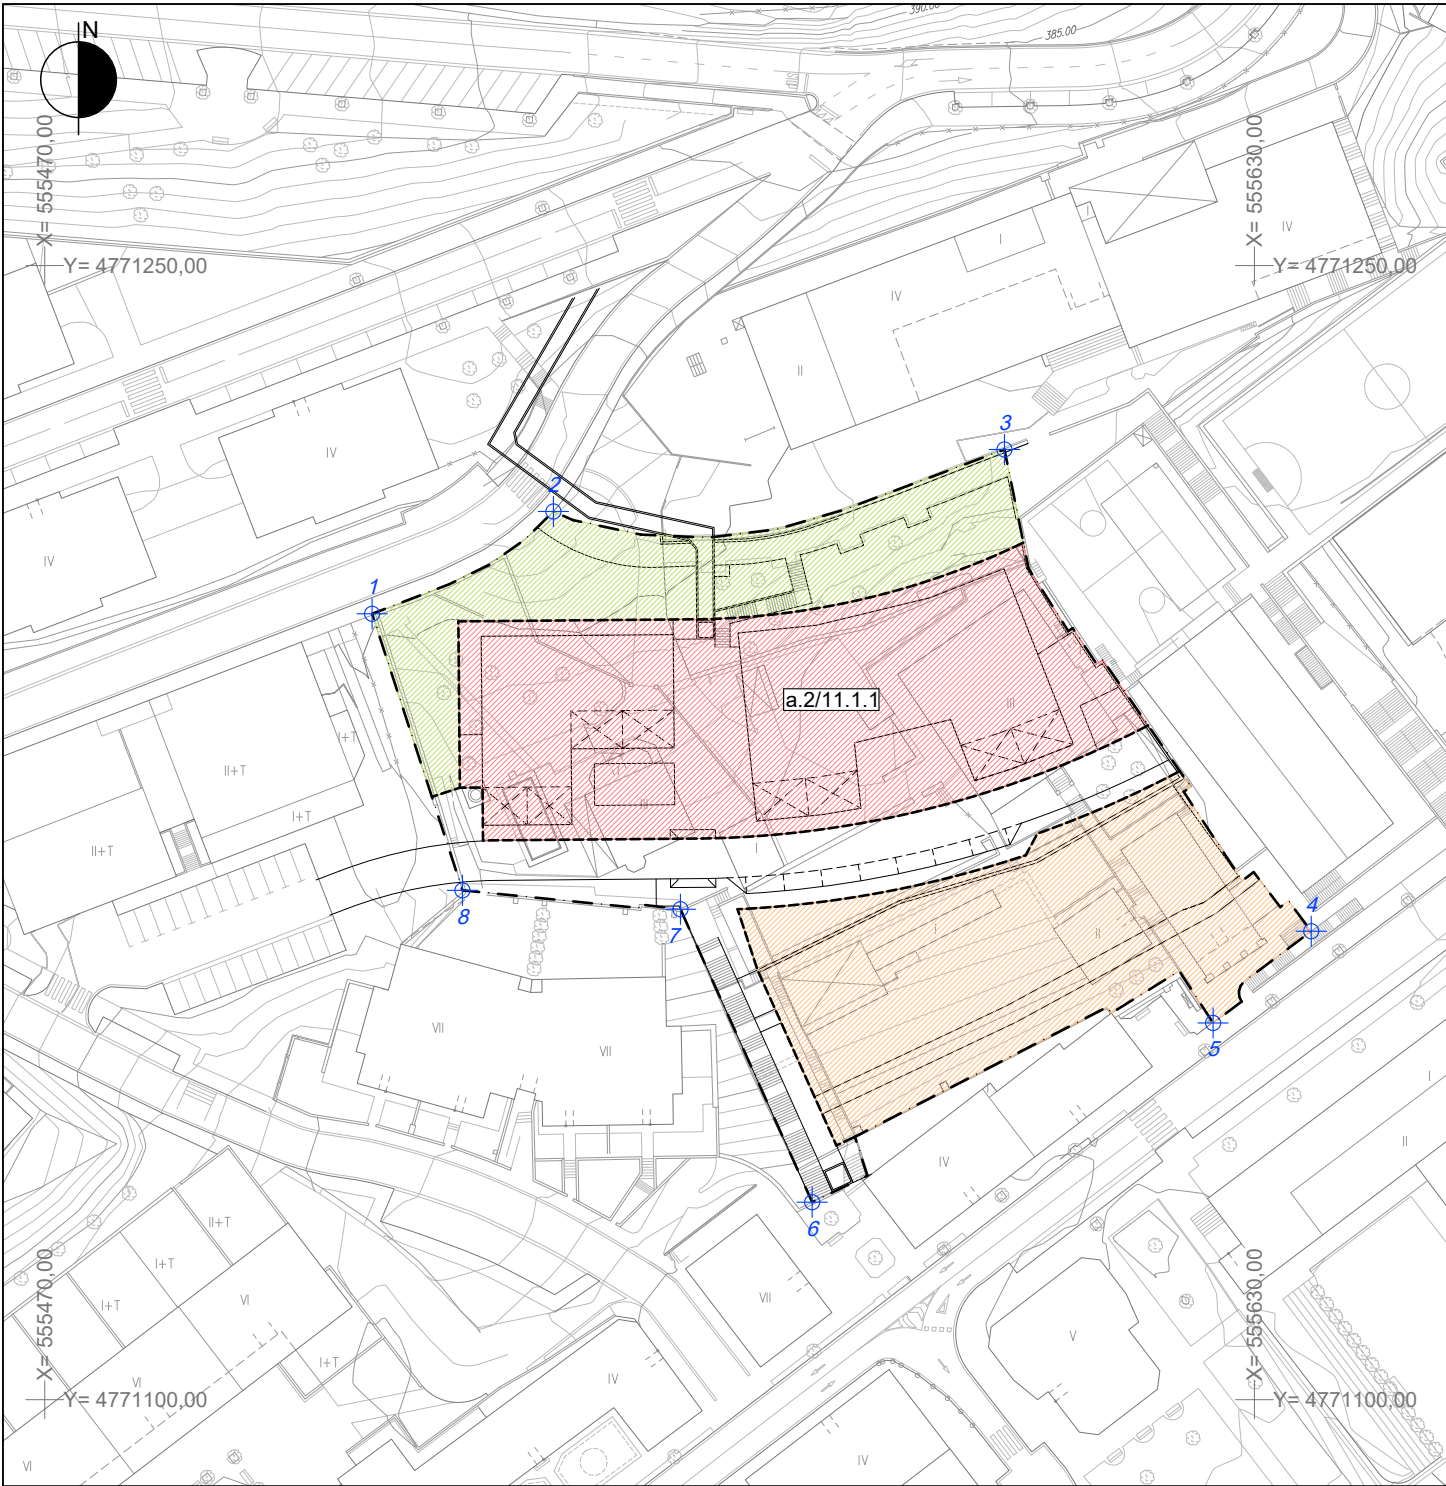 N
390.00
385.00
X= 555470,00
Y= 4771250,00
X= 555630,00
Y= 4771250,00
I
IV
I
IV
II
IV
3
2
IV
1
a.2/11.1.1
III
I+T
II+T
I+T
II+T
I
8
7
I
II
4
5
VII
VII
6
IV
VII
I
II
II+T
I+T
VI
I+T
I+T
VI
IV
V
X= 555470,00
Y= 4771100,00
X= 555630,00
Y= 4771100,00
VI
IV